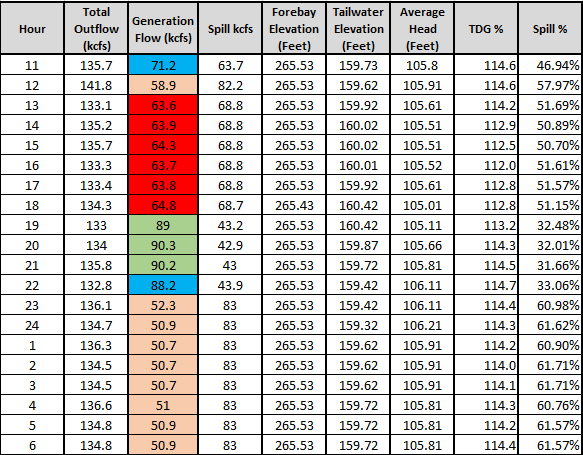 Hour Total Outflow (kcfs) Generation Flow (kcfs) Spill kcfs Forebay Elevation (Feet) Tailwater Elevation (Feet) Average Head (Feet) TDG % Spill %
11 135.7 71.2 63.7 265.53 159.73 105.8 114.6 46.94%
12 141.8 58.9 82.2 265.53 159.62 105.91 114.6 57.97%
13 133.1 63.6 68.8 265.53 159.92 105.61 114.2 51.69%
14 135.2 63.9 68.8 265.53 160.02 105.51 112.9 50.89%
15 135.7 64.3 68.8 265.53 160.02 105.51 112.5 50.70%
16 133.3 63.7 68.8 265.53 160.01 105.52 112.0 51.61%
17 133.4 63.8 68.8 265.53 159.92 105.61 112.8 51.57%
18 134.3 64.8 68.7 265.43 160.42 105.01 112.8 51.15%
19 133 89 43.2 265.53 160.42 105.11 113.2 32.48%
20 134 90.3 42.9 265.53 159.87 105.66 114.3 32.01%
21 135.8 90.2 43 265.53 159.72 105.81 114.5 31.66%
22 132.8 88.2 43.9 265.53 159.42 106.11 114.7 33.06%
23 136.1 52.3 83 265.53 159.42 106.11 114.4 60.98%
24 134.7 50.9 83 265.53 159.32 106.21 114.3 61.62%
1 136.3 50.7 83 265.53 159.62 105.91 114.2 60.90%
2 134.5 50.7 83 265.53 159.62 105.91 114.0 61.71%
3 134.5 50.7 83 265.53 159.62 105.91 114.1 61.71%
4 136.6 51 83 265.53 159.72 105.81 114.3 60.76%
5 134.8 50.9 83 265.53 159.72 105.81 114.2 61.57%
6 134.8 50.9 83 265.53 159.72 105.81 114.4 61.57%